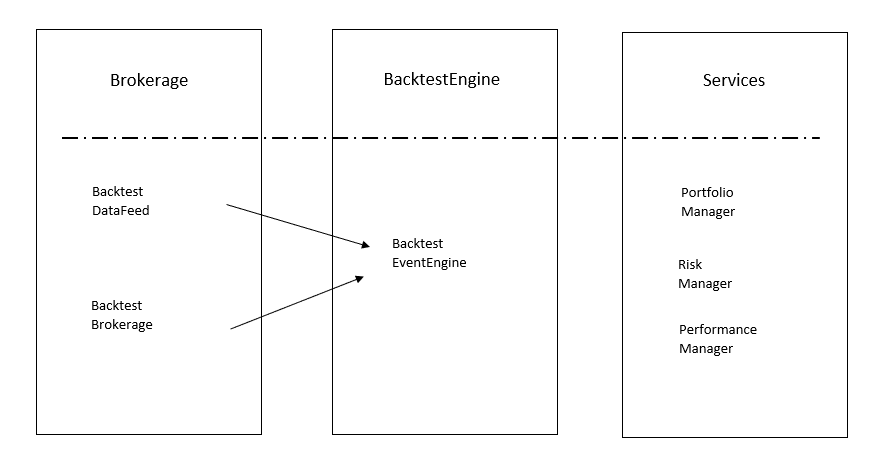 Brokerage
BacktestEngine
Services
Backtest
DataFeed
Backtest
Brokerage
Backtest
EventEngine
Portfolio
Manager
Risk
Manager
Performance
Manager